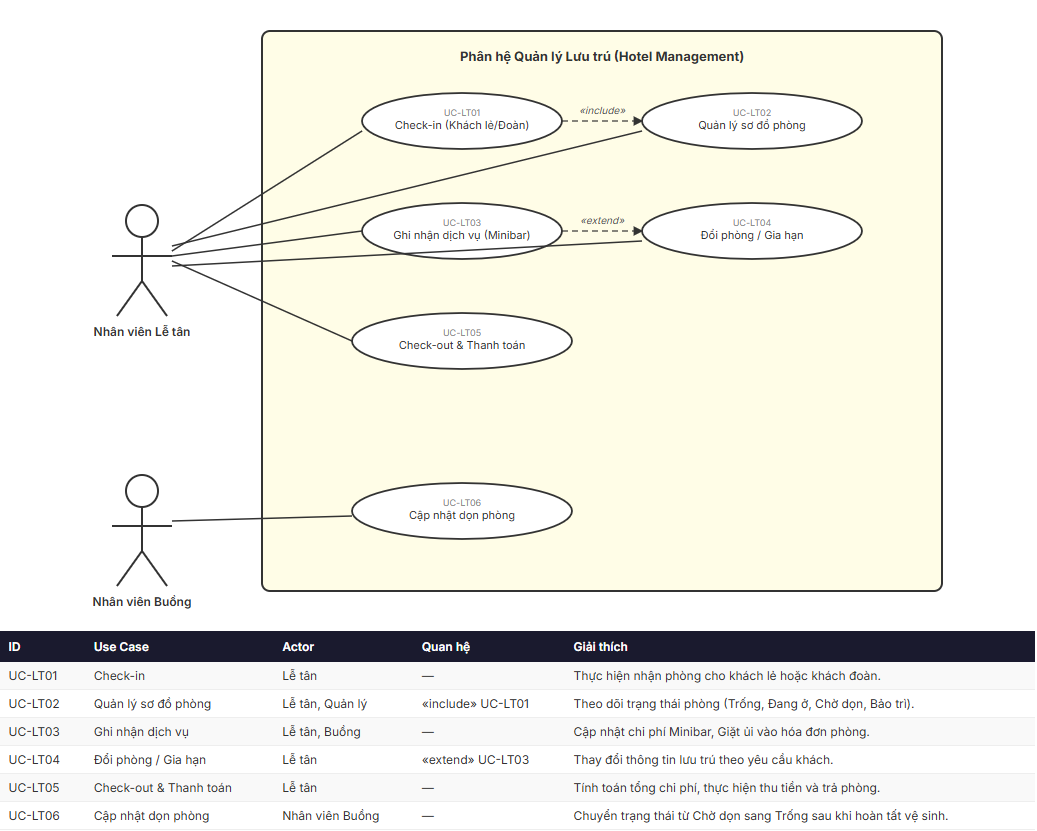 Phân hệ Quản lý Lưu trú (Hotel Management)
UC-LT01
Check-in (Khách lẻ/Đoàn)
«include»
UC-LT02
Quản lý sơ đồ phòng
UC-LT03
Ghi nhận dịch vụ (Minibar)
«extend»
UC-LT04
Đổi phòng / Gia hạn
Nhân viên Lễ tân
UC-LT05
Check-out & Thanh toán
UC-LT06
Cập nhật dọn phòng
Nhân viên Buồng
ID Use Case Actor Quan hệ Giải thích
UC-LT01 Check-in Lễ tân — Thực hiện nhận phòng cho khách lẻ hoặc khách đoàn.
UC-LT02 Quản lý sơ đồ phòng Lễ tân, Quản lý «include» UC-LT01 Theo dõi trạng thái phòng (Trống, Đang ở, Chờ dọn, Bảo trì).
UC-LT03 Ghi nhận dịch vụ Lễ tân, Buồng — Cập nhật chi phí Minibar, Giặt ủi vào hóa đơn phòng.
UC-LT04 Đổi phòng / Gia hạn Lễ tân «extend» UC-LT03 Thay đổi thông tin lưu trú theo yêu cầu khách.
UC-LT05 Check-out & Thanh toán Lễ tân — Tính toán tổng chi phí, thực hiện thu tiền và trả phòng.
UC-LT06 Cập nhật dọn phòng Nhân viên Buồng — Chuyển trạng thái từ Chờ dọn sang Trống sau khi hoàn tất vệ sinh.